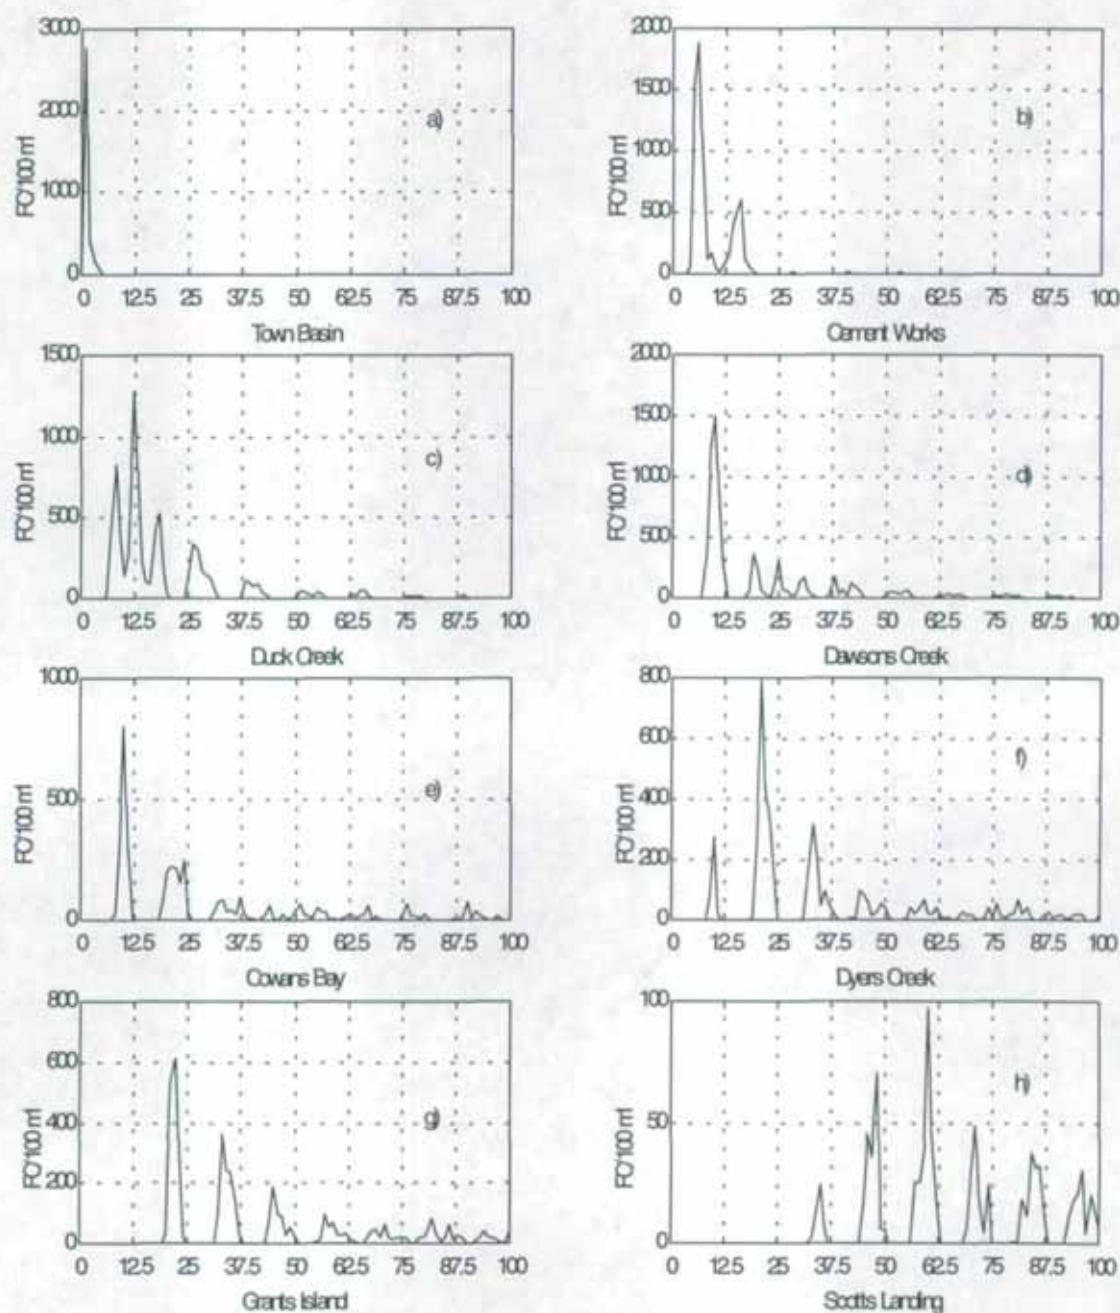 3000
2000
1000
0
FC/100 ml
a)
0 12.5 25 37.5 50 62.5 75 87.5 100
Town Basin
2000
1500
1000
500
0
FC/100 ml
b)
0 12.5 25 37.5 50 62.5 75 87.5 100
Cement Works
1500
1000
500
0
FC/100 ml
c)
0 12.5 25 37.5 50 62.5 75 87.5 100
Duck Creek
2000
1500
1000
500
0
FC/100 ml
d)
0 12.5 25 37.5 50 62.5 75 87.5 100
Dawsons Creek
1000
500
0
FC/100 ml
e)
0 12.5 25 37.5 50 62.5 75 87.5 100
Cowans Bay
800
600
400
200
0
FC/100 ml
f)
0 12.5 25 37.5 50 62.5 75 87.5 100
Dyers Creek
800
600
400
200
0
FC/100 ml
g)
0 12.5 25 37.5 50 62.5 75 87.5 100
Grants Island
100
50
0
FC/100 ml
h)
0 12.5 25 37.5 50 62.5 75 87.5 100
Scotts Landing